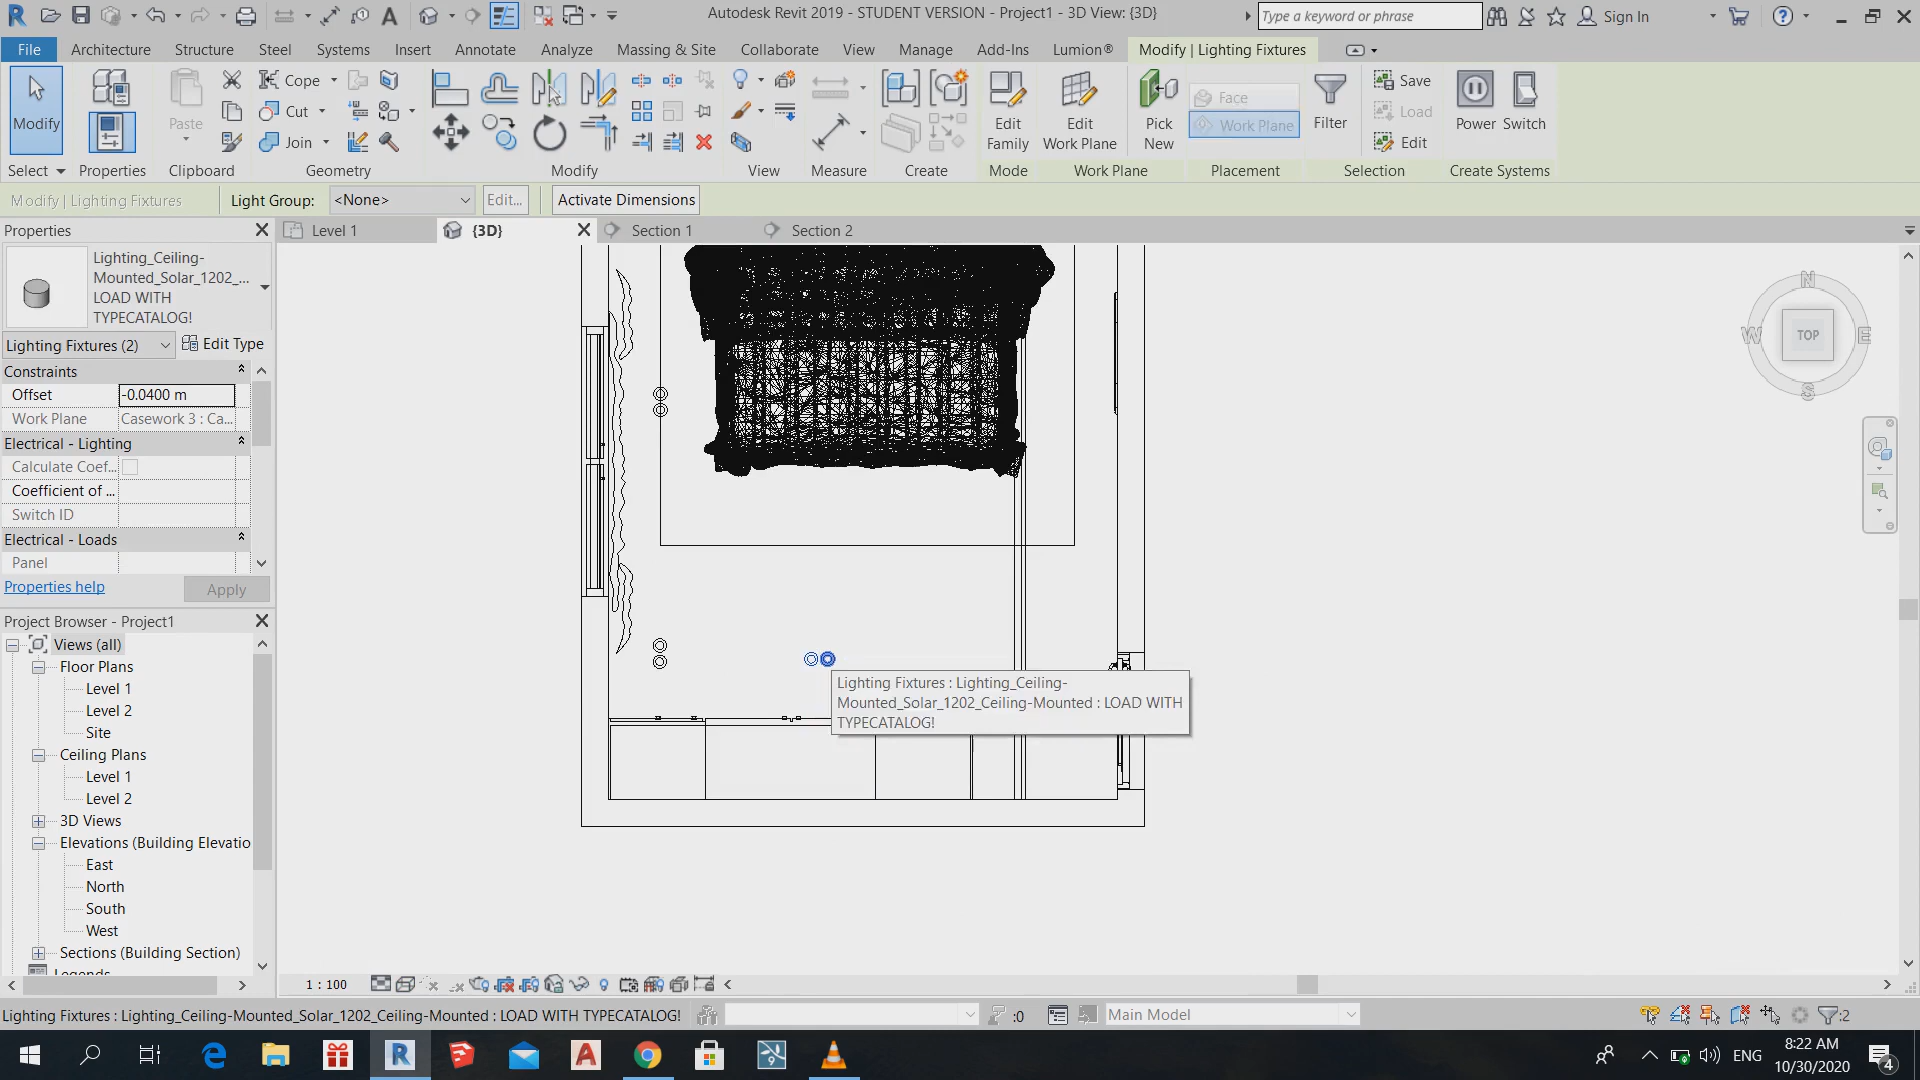 Autodesk Revit 2019 - STUDENT VERSION - Project1 - 3D View: {3D}
Type a keyword or phrase
Sign In
File
Architecture
Structure
Steel
Systems
Insert
Annotate
Analyze
Massing & Site
Collaborate
View
Manage
Add-Ins
Lumion®
Modify | Lighting Fixtures
Modify
Paste
Cope
Cut
Join
Edit
Family
Edit
Work Plane
Pick
New
Face
Work Plane
Filter
Save
Load
Edit
Power
Switch
Select
Properties
Clipboard
Geometry
Modify
View
Measure
Create
Mode
Work Plane
Placement
Selection
Create Systems
Modify | Lighting Fixtures
Light Group:
<None>
Edit...
Activate Dimensions
Properties
Level 1
{3D}
Section 1
Section 2
Lighting_Ceiling-
Mounted_Solar_1202_...
LOAD WITH
TYPECATALOG!
Lighting Fixtures (2)
Edit Type
Constraints
Offset
-0.0400 m
Work Plane
Casework 3 : Ca...
Electrical - Lighting
Calculate Coef...
Coefficient of ...
Switch ID
Electrical - Loads
Panel
Properties help
Apply
Project Browser - Project1
Views (all)
Floor Plans
Level 1
Level 2
Site
Ceiling Plans
Level 1
Level 2
3D Views
Elevations (Building Elevatio
East
North
South
West
Sections (Building Section)
Legends
N
W
TOP
E
S
Lighting Fixtures : Lighting_Ceiling-
Mounted_Solar_1202_Ceiling-Mounted : LOAD WITH
TYPECATALOG!
1 : 100
Lighting Fixtures : Lighting_Ceiling-Mounted_Solar_1202_Ceiling-Mounted : LOAD WITH TYPECATALOG!
:0
Main Model
:2
ENG
8:22 AM
10/30/2020
4